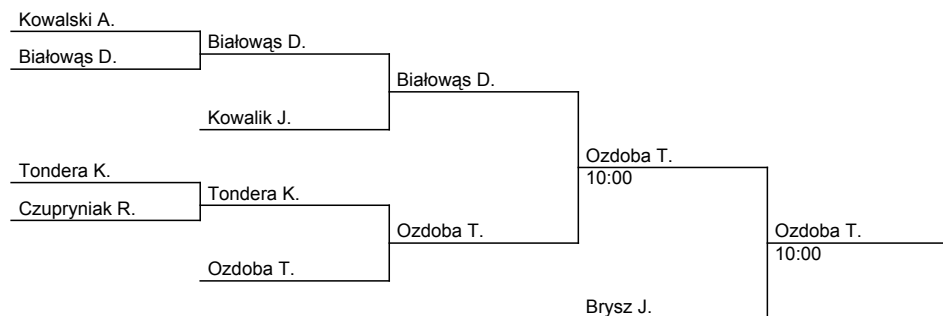 Kowalski A.
Białowąs D.
Białowąs D.
Białowąs D.
Kowalik J.
Ozdoba T.
10:00
Tondera K.
Tondera K.
Czupryniak R.
Ozdoba T.
Ozdoba T.
10:00
Ozdoba T.
Brysz J.